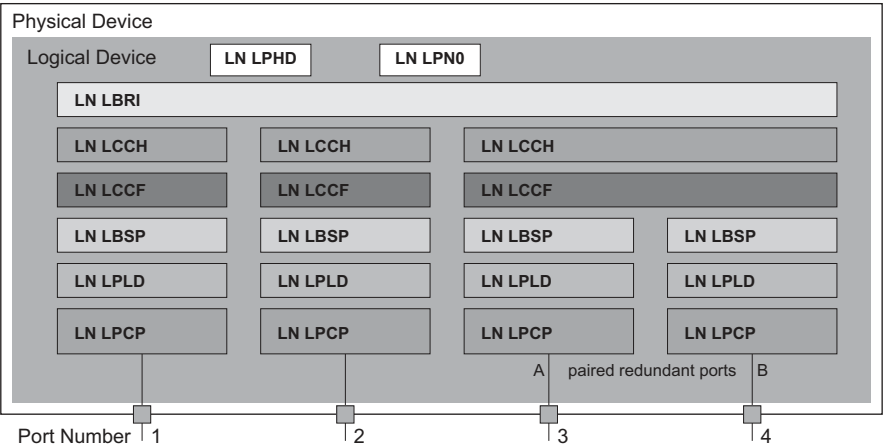 Physical Device
Logical Device LN LPHD LN LPN0
LN LBRI
LN LCCH LN LCCH LN LCCH
LN LCCF LN LCCF LN LCCF
LN LBSP LN LBSP LN LBSP LN LBSP
LN LPLD LN LPLD LN LPLD LN LPLD
LN LPCP LN LPCP LN LPCP LN LPCP
A paired redundant ports B
Port Number 1 2 3 4